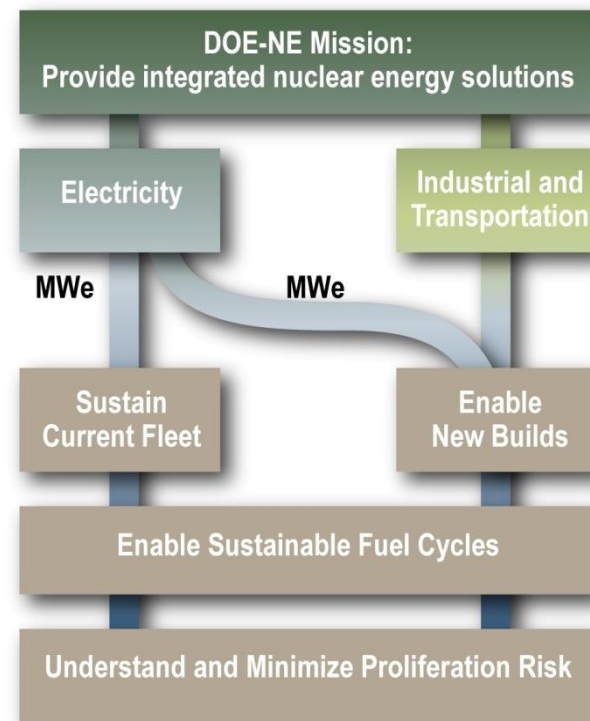 DOE-NE Mission:
Provide integrated nuclear energy solutions
Electricity
Industrial and
Transportation
MWe
MWe
Sustain
Current Fleet
Enable
New Builds
Enable Sustainable Fuel Cycles
Understand and Minimize Proliferation Risk